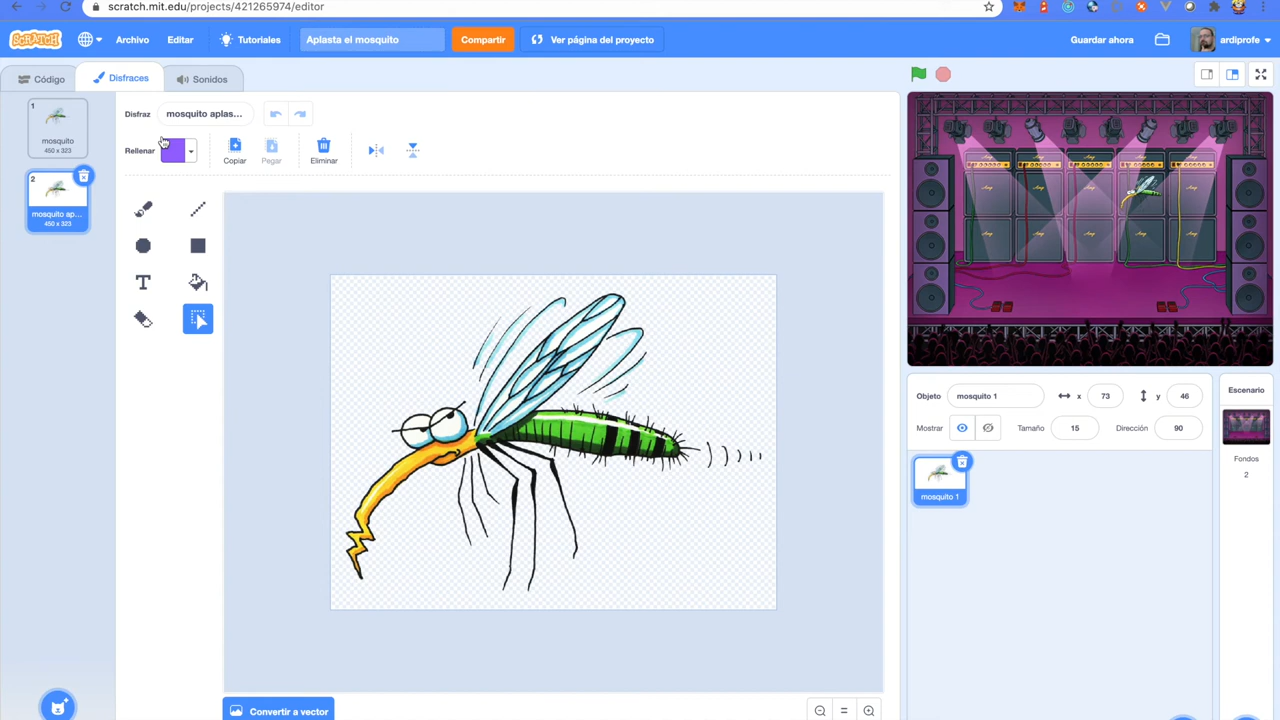 scratch.mit.edu/projects/421265974/editor
SCRATCH
Archivo
Editar
Tutoriales
Aplasta el mosquito
Compartir
Ver página del proyecto
Guardar ahora
ardiprofe
Código
Disfraces
Sonidos
1
mosquito
450 x 323
2
mosquito ap...
450 x 323
Disfraz
mosquito aplas...
Rellenar
Copiar
Pegar
Eliminar
T
Convertir a vector
Objeto
mosquito 1
x
73
y
46
Mostrar
Tamaño
15
Dirección
90
mosquito 1
Escenario
Fondos
2